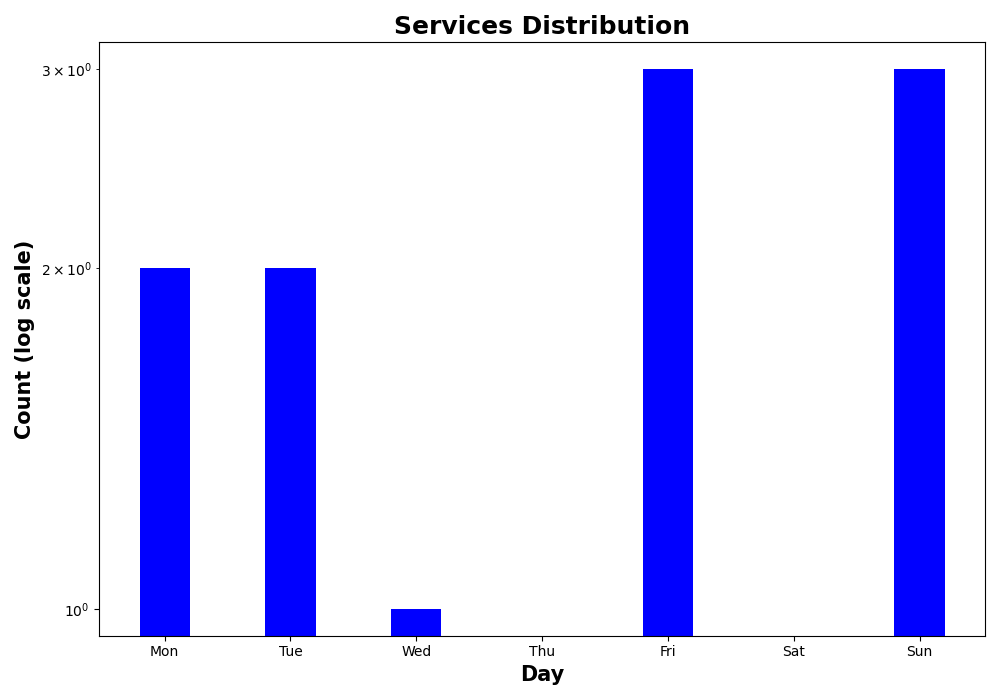 Services Distribution
Count (log scale)
3 × 10⁰
2 × 10⁰
10⁰
Mon Tue Wed Thu Fri Sat Sun
Day